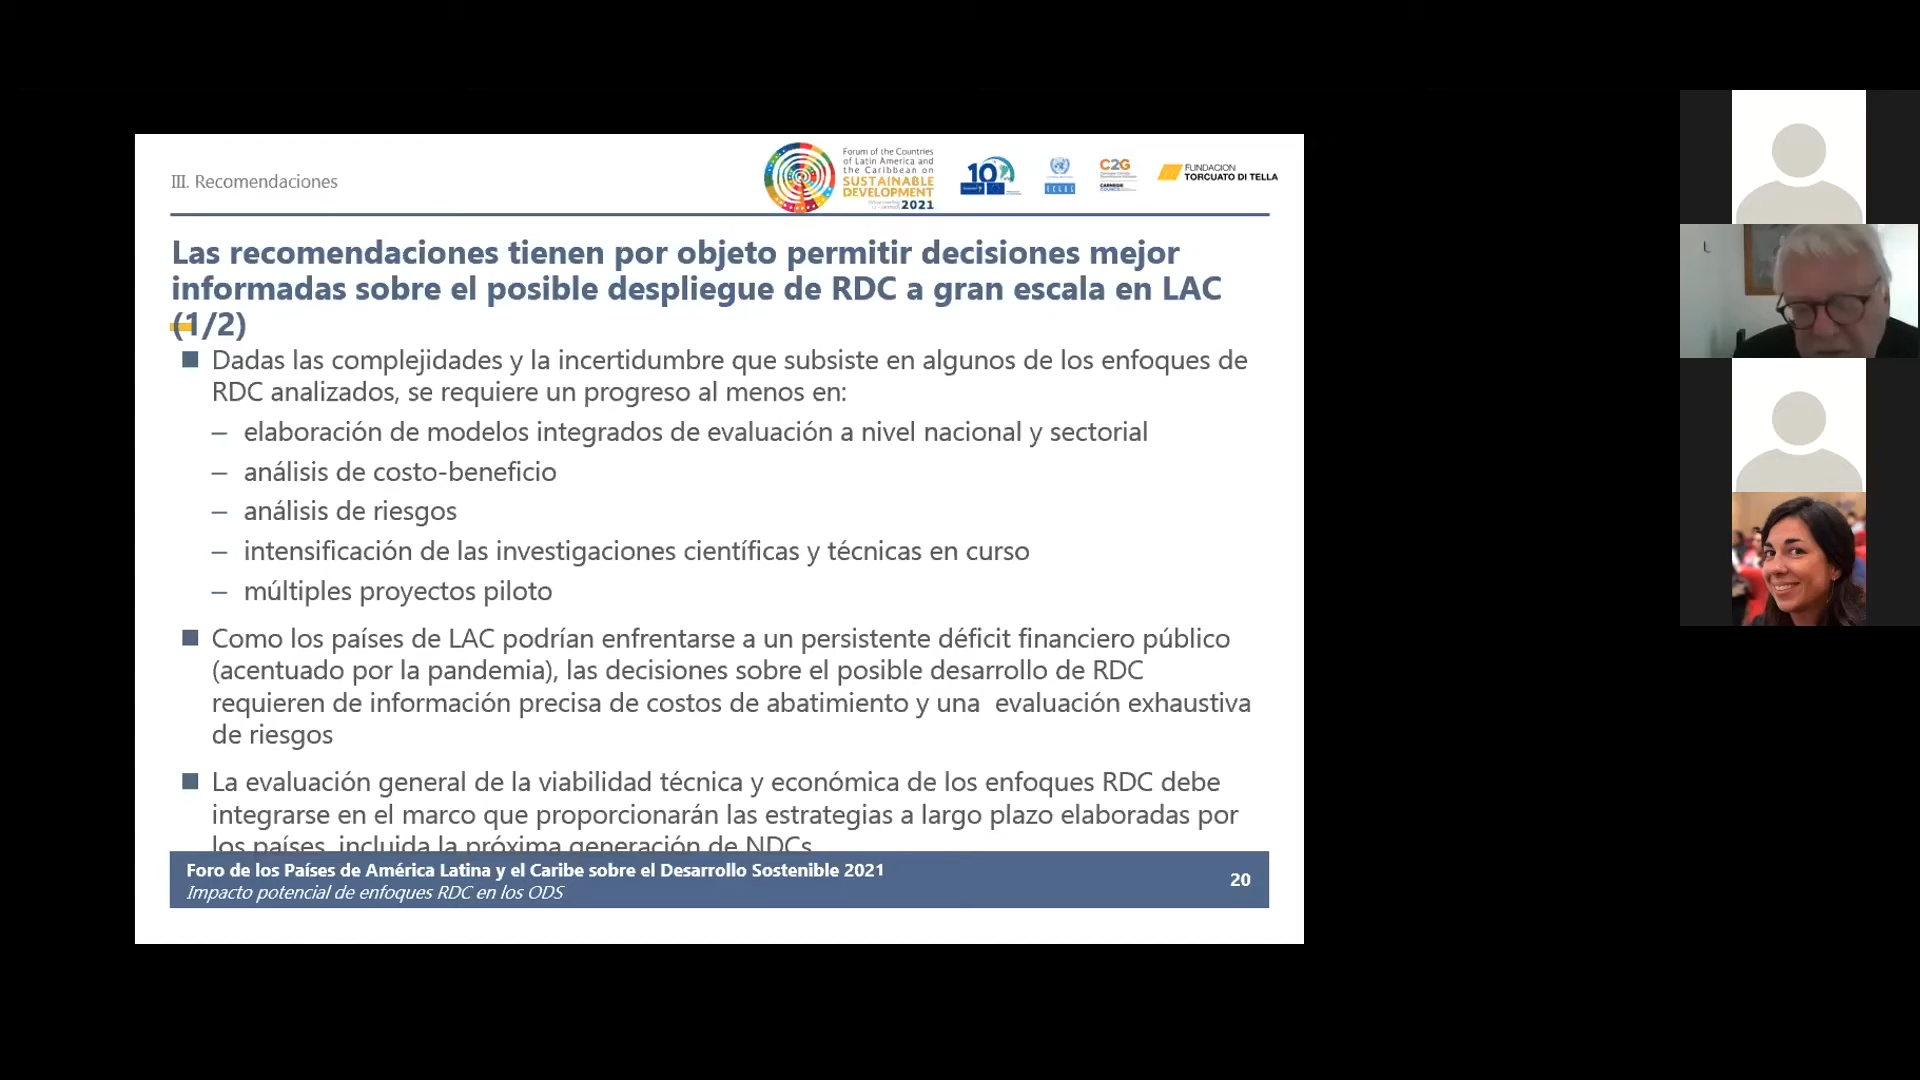 III. Recomendaciones
Forum of the Countries
of Latin America and
the Caribbean on
SUSTAINABLE
DEVELOPMENT
2021
10
ECLAC
C2G
CARNEGIE
COUNCIL
FUNDACION
TORCUATO DI TELLA
Las recomendaciones tienen por objeto permitir decisiones mejor
informadas sobre el posible despliegue de RDC a gran escala en LAC
(1/2)
Dadas las complejidades y la incertidumbre que subsiste en algunos de los enfoques de
RDC analizados, se requiere un progreso al menos en:
– elaboración de modelos integrados de evaluación a nivel nacional y sectorial
– análisis de costo-beneficio
– análisis de riesgos
– intensificación de las investigaciones científicas y técnicas en curso
– múltiples proyectos piloto
Como los países de LAC podrían enfrentarse a un persistente déficit financiero público
(acentuado por la pandemia), las decisiones sobre el posible desarrollo de RDC
requieren de información precisa de costos de abatimiento y una evaluación exhaustiva
de riesgos
La evaluación general de la viabilidad técnica y económica de los enfoques RDC debe
integrarse en el marco que proporcionarán las estrategias a largo plazo elaboradas por
los países, incluida la próxima generación de NDCs
Foro de los Países de América Latina y el Caribe sobre el Desarrollo Sostenible 2021
Impacto potencial de enfoques RDC en los ODS
20